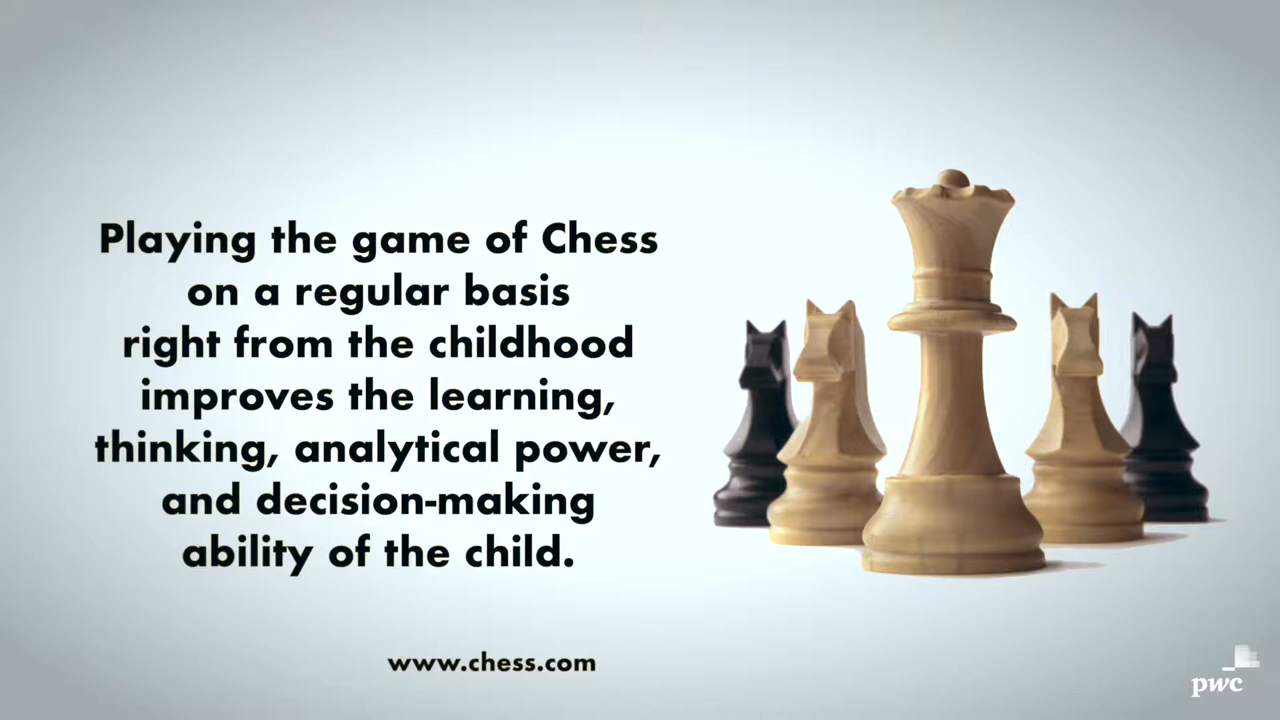 Playing the game of Chess
on a regular basis
right from the childhood
improves the learning,
thinking, analytical power,
and decision-making
ability of the child.
www.chess.com
pwc